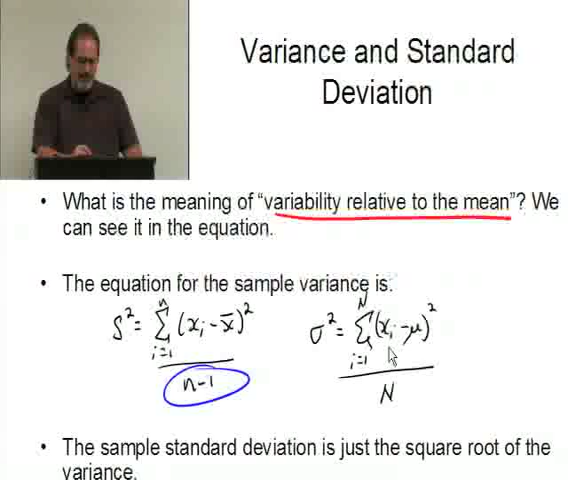 Variance and Standard
Deviation
• What is the meaning of "variability relative to the mean"? We
can see it in the equation.
• The equation for the sample variance is:
S² = n Σ i=1 (xᵢ - x̄)² / n-1    σ² = N Σ i=1 (xᵢ - μ)² / N
• The sample standard deviation is just the square root of the
variance.